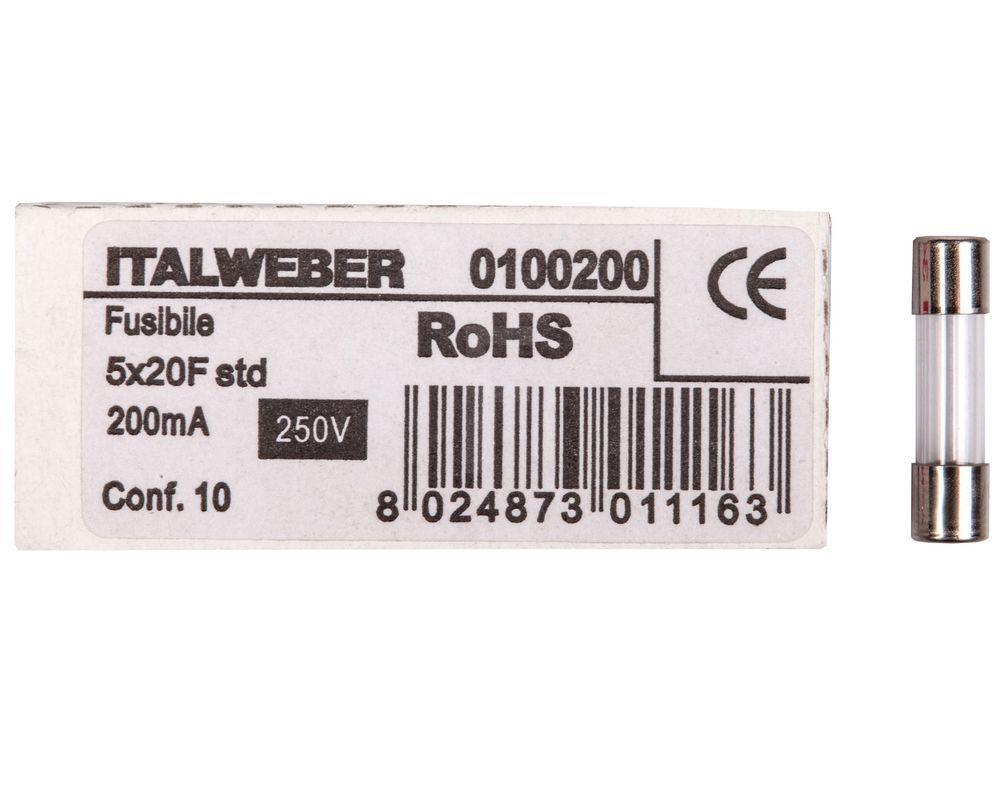 ITALWEBER 0100200 CE
Fusibile RoHS
5x20F std
200mA 250V
Conf. 10
8 024873 011163